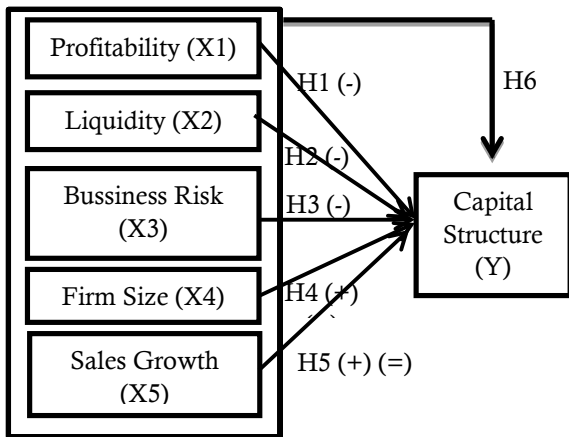 Profitability (X1)
H1 (-)
H6
Liquidity (X2)
H2 (-)
Bussiness Risk
(X3)
H3 (-)
Capital
Structure
(Y)
Firm Size (X4)
H4 (+)
Sales Growth
(X5)
H5 (+) (=)